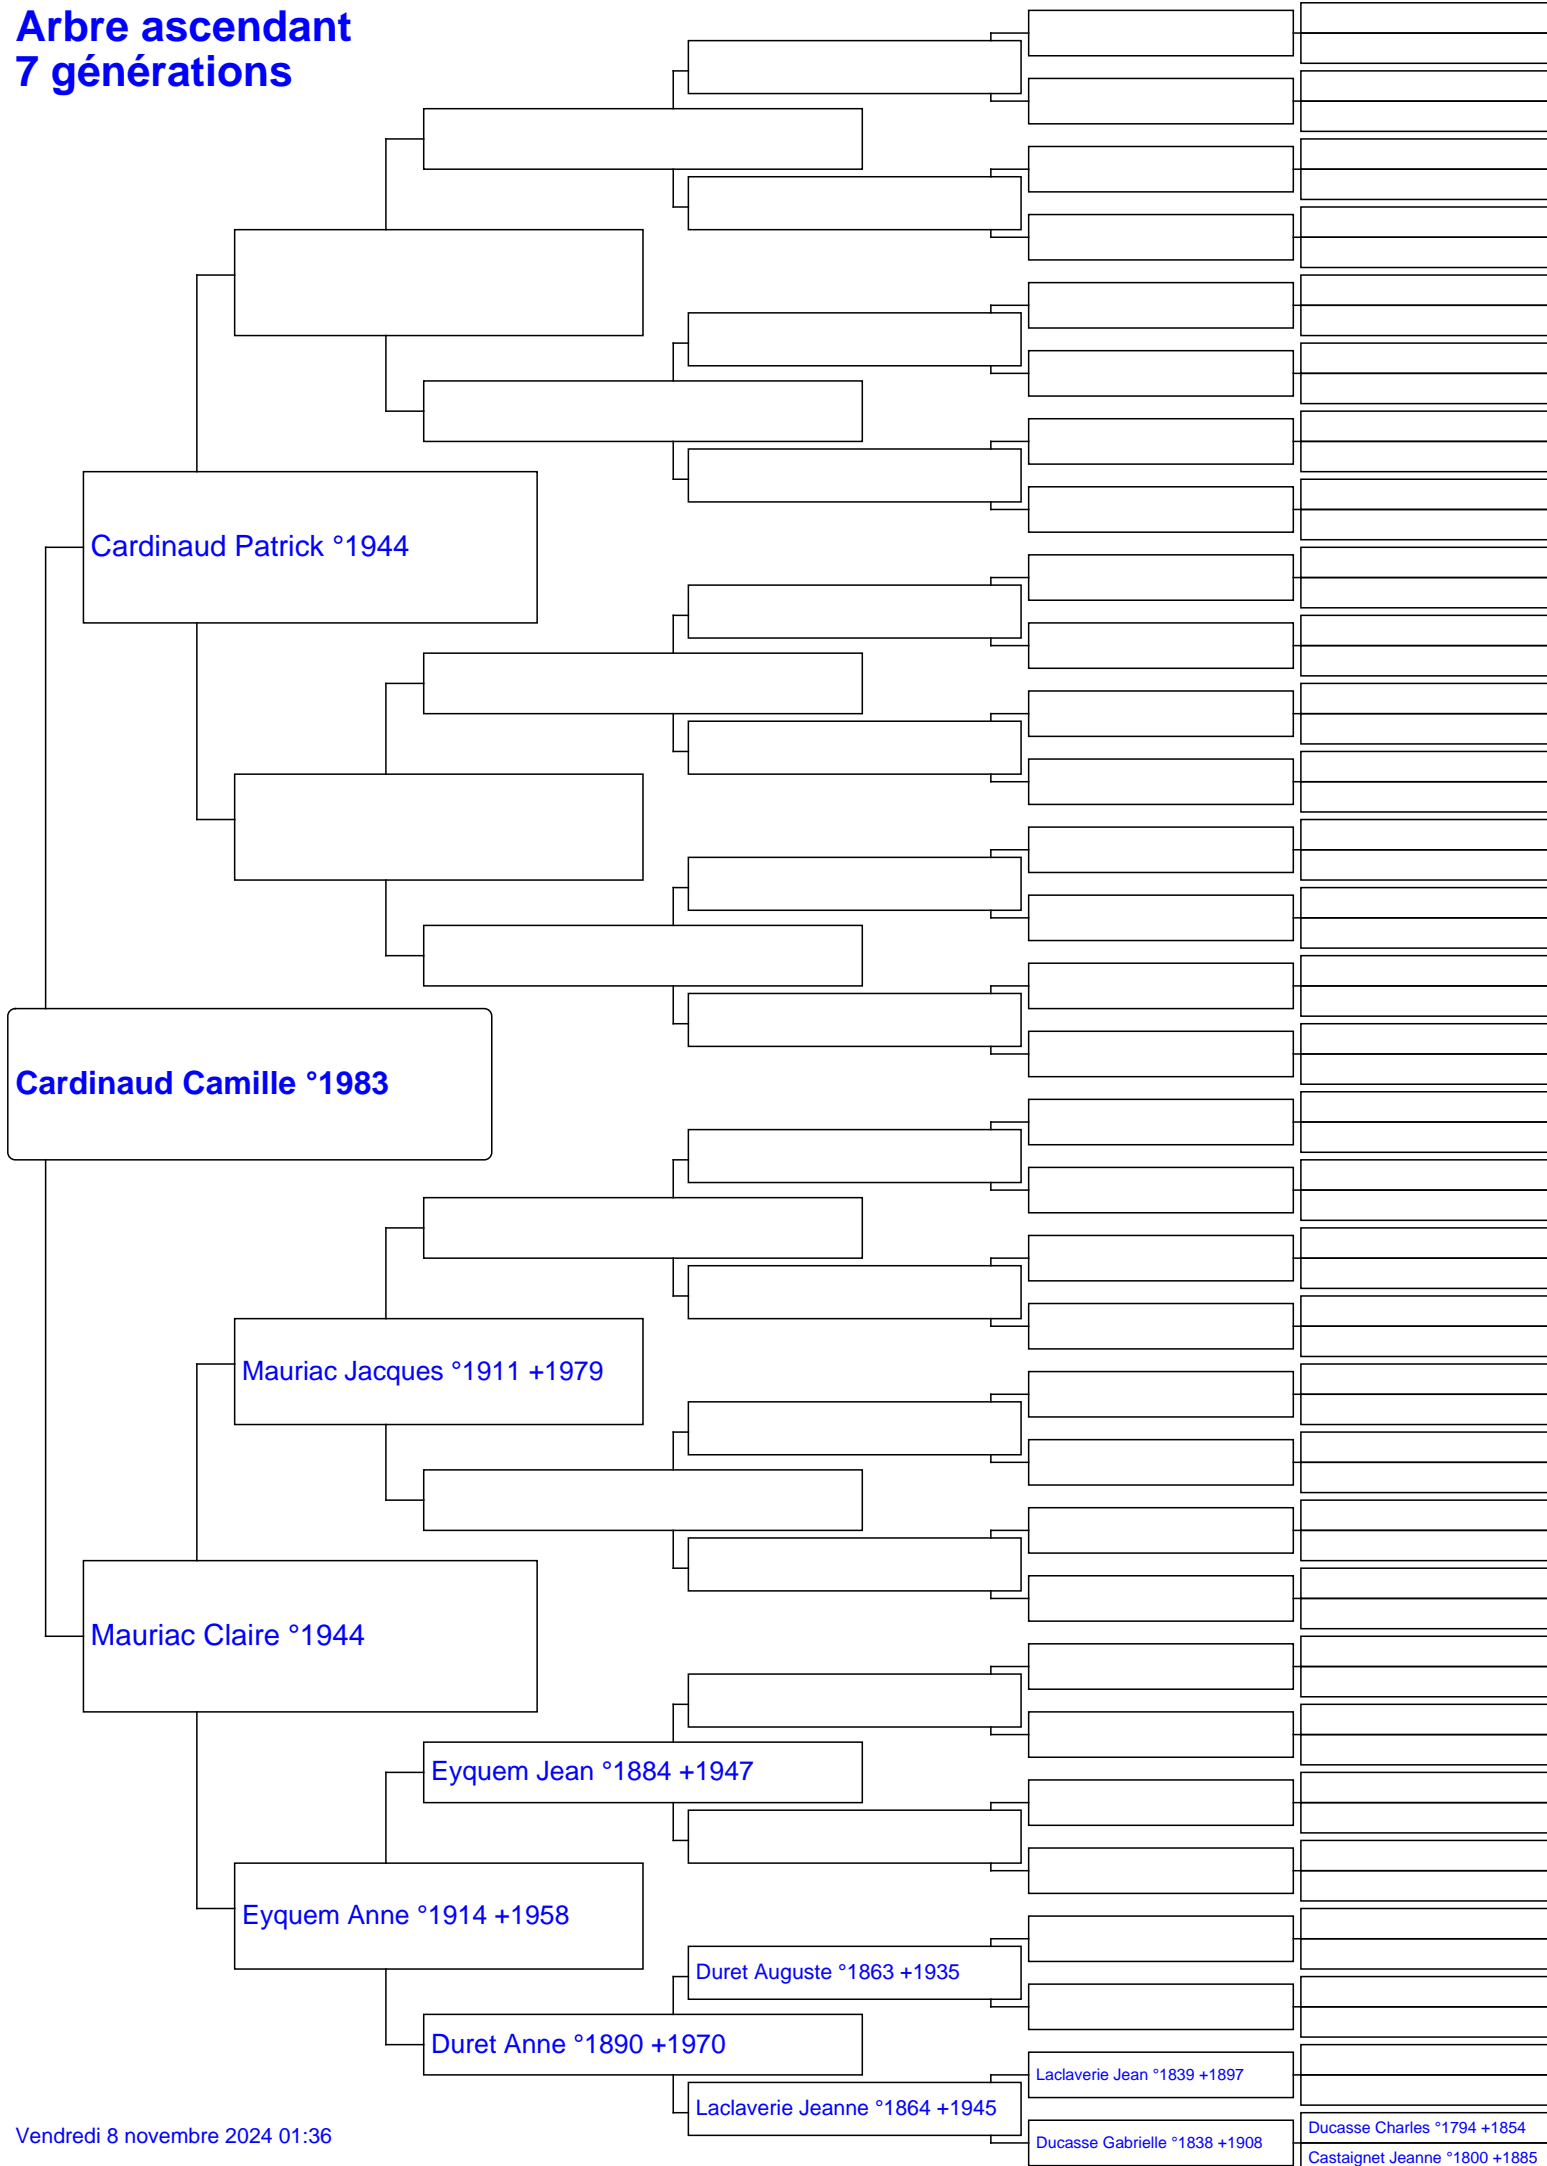 Arbre ascendant
7 générations
Cardinaud Patrick °1944
Cardinaud Camille °1983
Mauriac Jacques °1911 +1979
Mauriac Claire °1944
Eyquem Jean °1884 +1947
Eyquem Anne °1914 +1958
Duret Auguste °1863 +1935
Duret Anne °1890 +1970
Laclaverie Jean °1839 +1897
Laclaverie Jeanne °1864 +1945
Ducasse Charles °1794 +1854
Ducasse Gabrielle °1838 +1908
Castaignet Jeanne °1800 +1885
Vendredi 8 novembre 2024 01:36